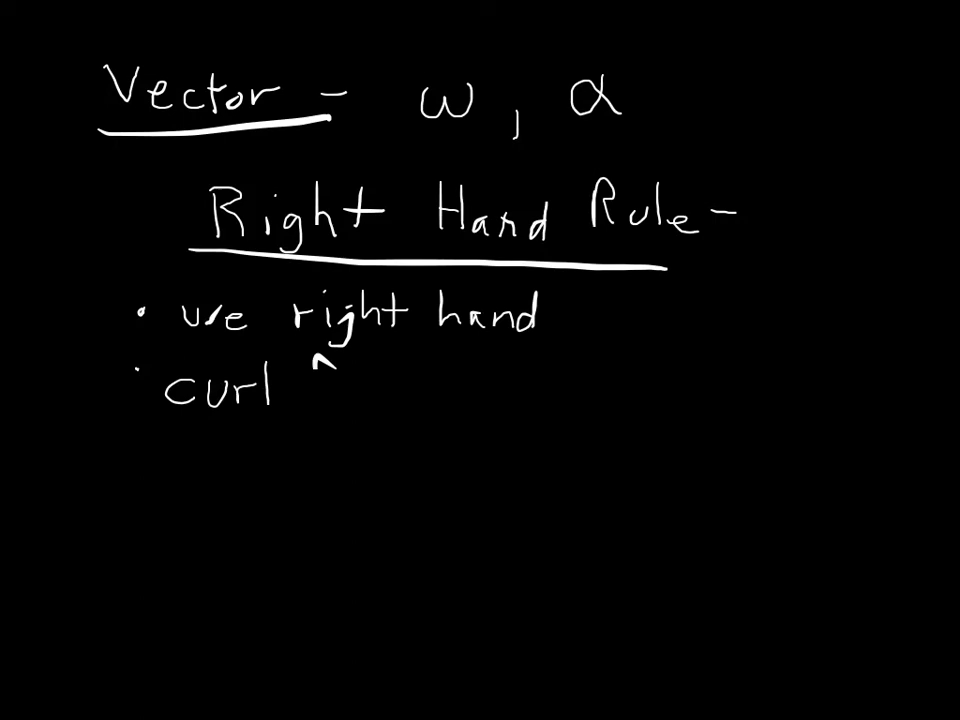 Vector - ω, α
Right Hand Rule -
• use right hand
• curl